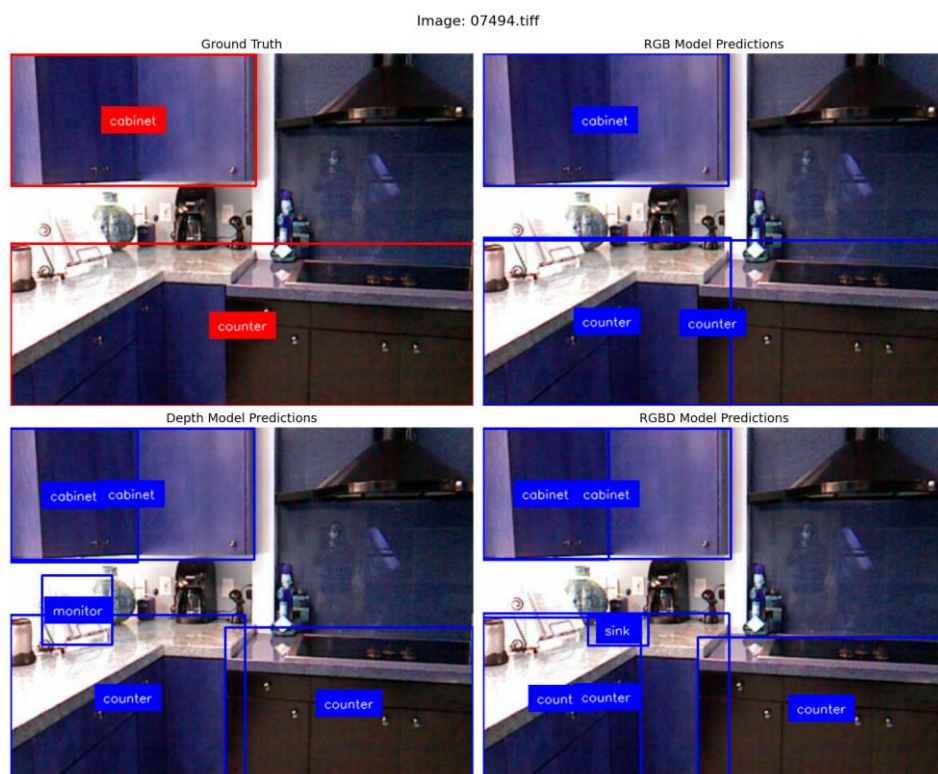 Image: 07494.tiff
Ground Truth
RGB Model Predictions
cabinet
cabinet
counter
counter
counter
Depth Model Predictions
RGBD Model Predictions
cabinet
cabinet
cabinet
cabinet
monitor
sink
counter
counter
count
counter
counter